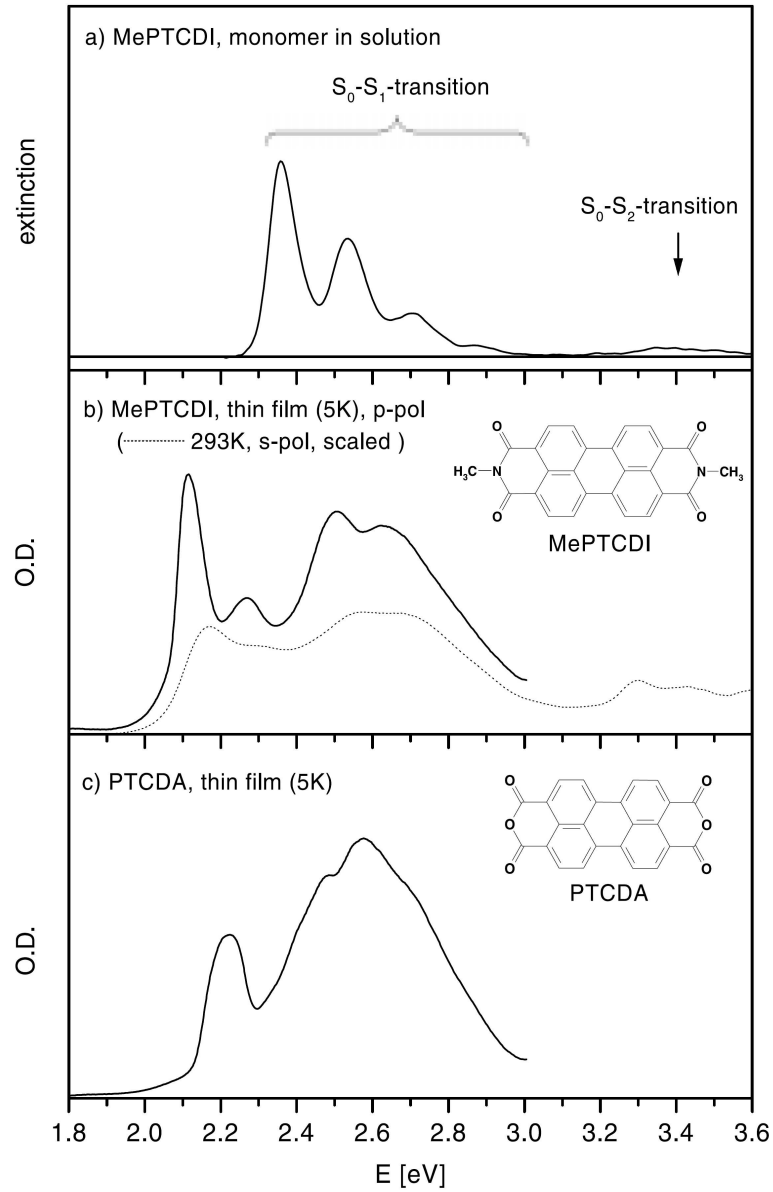 a) MePTCDI, monomer in solution
S₀-S₁-transition
S₀-S₂-transition
extinction
b) MePTCDI, thin film (5K), p-pol
( ............ 293K, s-pol, scaled )
O
O
H₃C
N
N
CH₃
O
O
MePTCDI
O.D.
c) PTCDA, thin film (5K)
O
O
O
O
O
O
PTCDA
O.D.
1.8 2.0 2.2 2.4 2.6 2.8 3.0 3.2 3.4 3.6
E [eV]